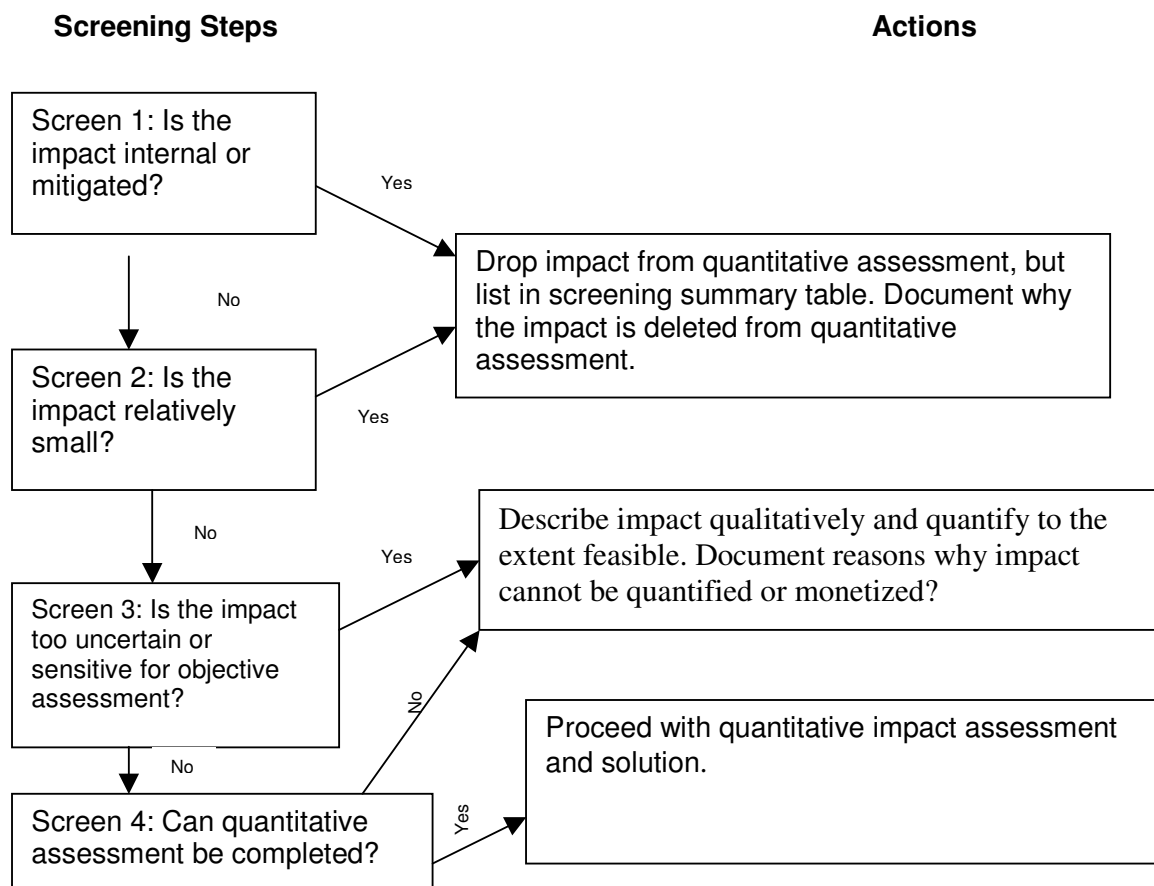 Screening Steps
Actions
Screen 1: Is the
impact internal or
mitigated?
Yes
Drop impact from quantitative assessment, but
list in screening summary table. Document why
the impact is deleted from quantitative
assessment.
No
Screen 2: Is the
impact relatively
small?
Yes
No
Describe impact qualitatively and quantify to the
extent feasible. Document reasons why impact
cannot be quantified or monetized?
Yes
Screen 3: Is the impact
too uncertain or
sensitive for objective
assessment?
No
No
Proceed with quantitative impact assessment
and solution.
Screen 4: Can quantitative
assessment be completed?
Yes